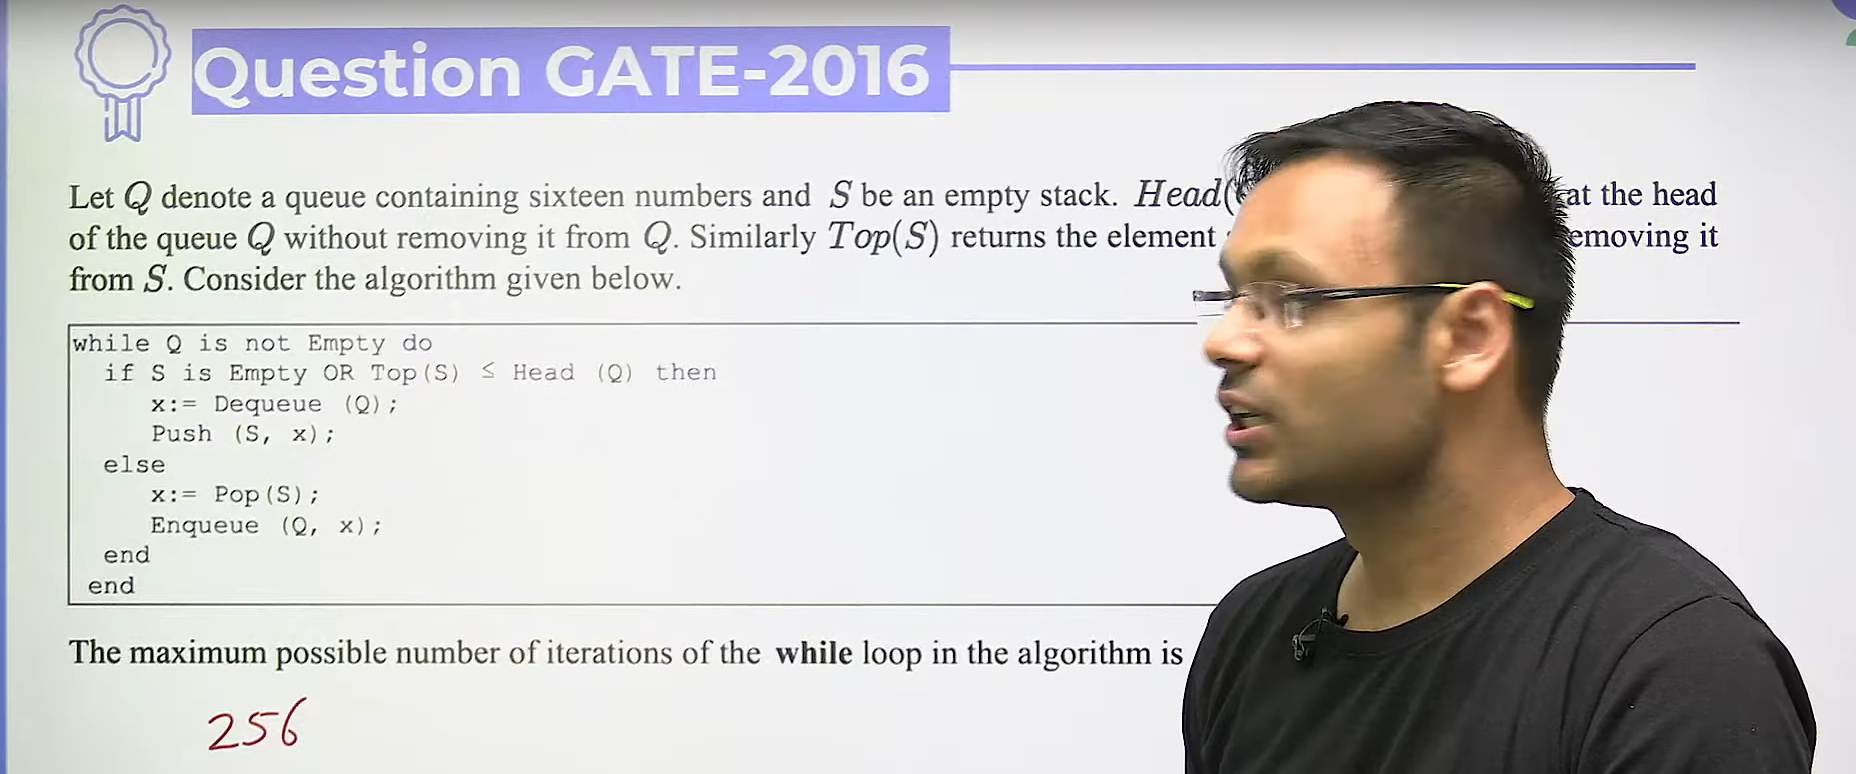 Question GATE-2016
Let Q denote a queue containing sixteen numbers and S be an empty stack. Head( at the head
of the queue Q without removing it from Q. Similarly Top(S) returns the element emoving it
from S. Consider the algorithm given below.
while Q is not Empty do
if S is Empty OR Top(S) ≤ Head (Q) then
x:= Dequeue (Q);
Push (S, x);
else
x:= Pop(S);
Enqueue (Q, x);
end
end
The maximum possible number of iterations of the while loop in the algorithm is
256